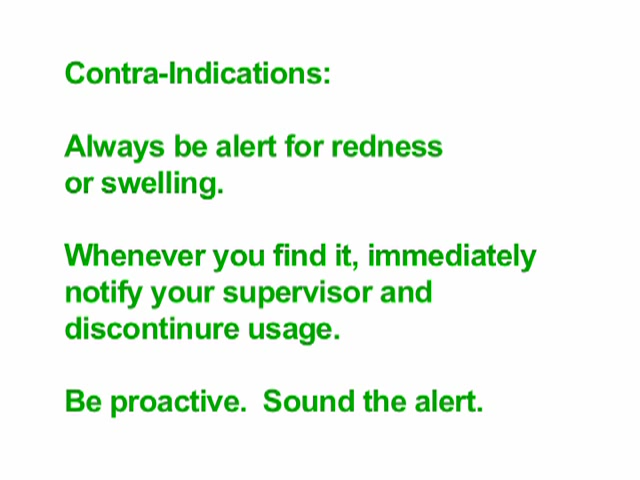 Contra-Indications:
Always be alert for redness
or swelling.
Whenever you find it, immediately
notify your supervisor and
discontinure usage.
Be proactive.  Sound the alert.